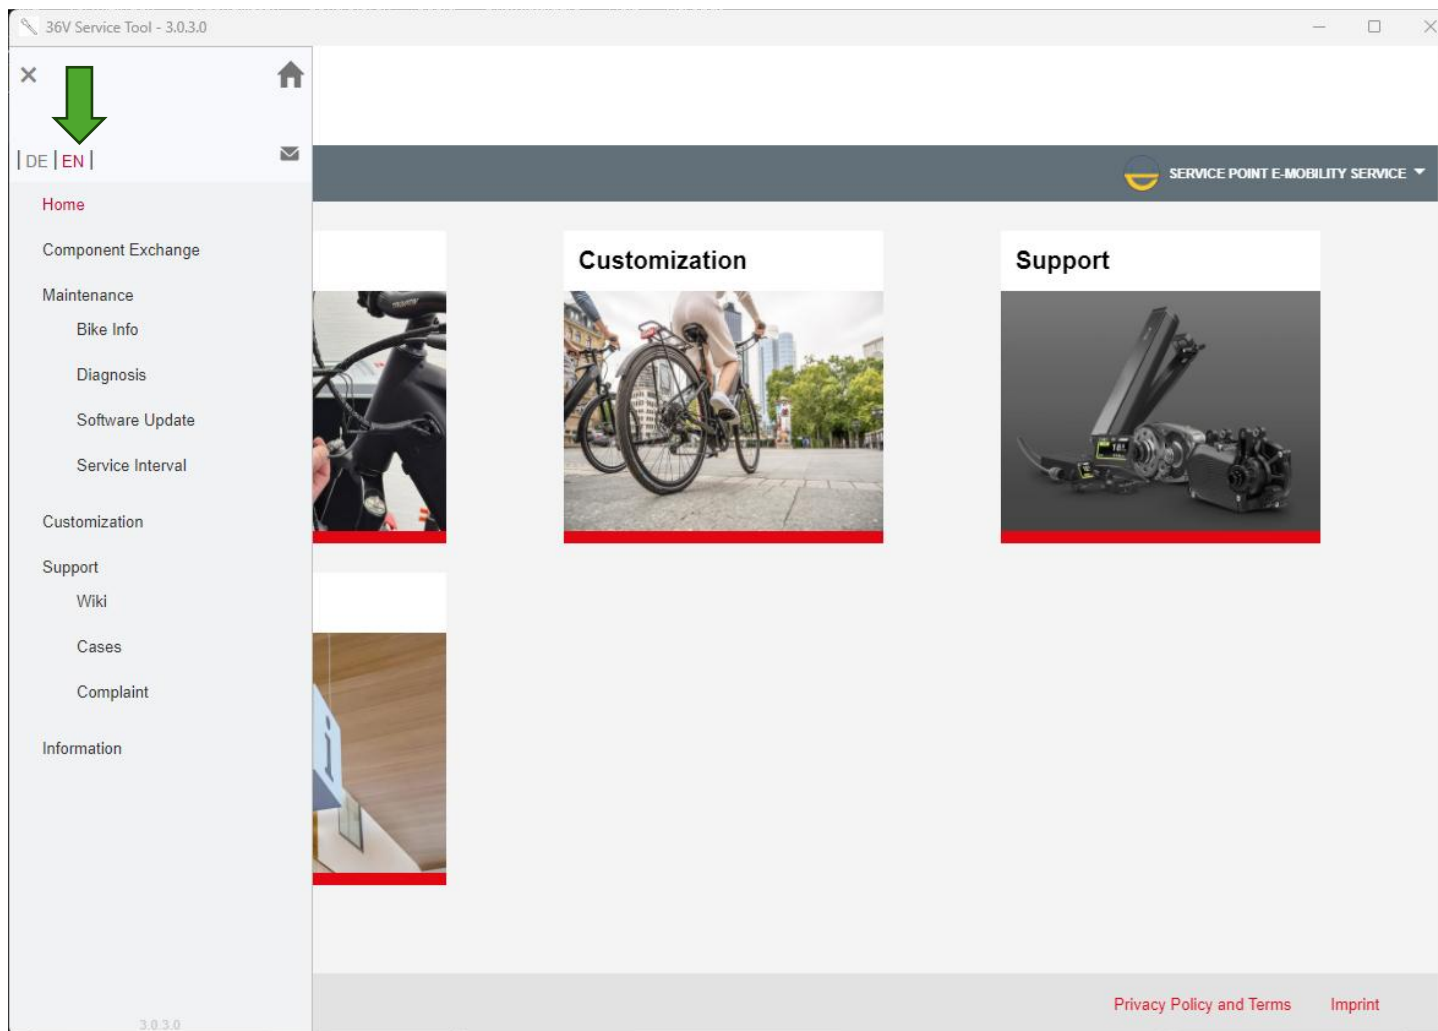 36V Service Tool - 3.0.3.0
| DE | EN |
SERVICE POINT E-MOBILITY SERVICE
Home
Component Exchange
Maintenance
Bike Info
Diagnosis
Software Update
Service Interval
Customization
Support
Wiki
Cases
Complaint
Information
3.0.3.0
Customization
Support
i
Privacy Policy and Terms
Imprint